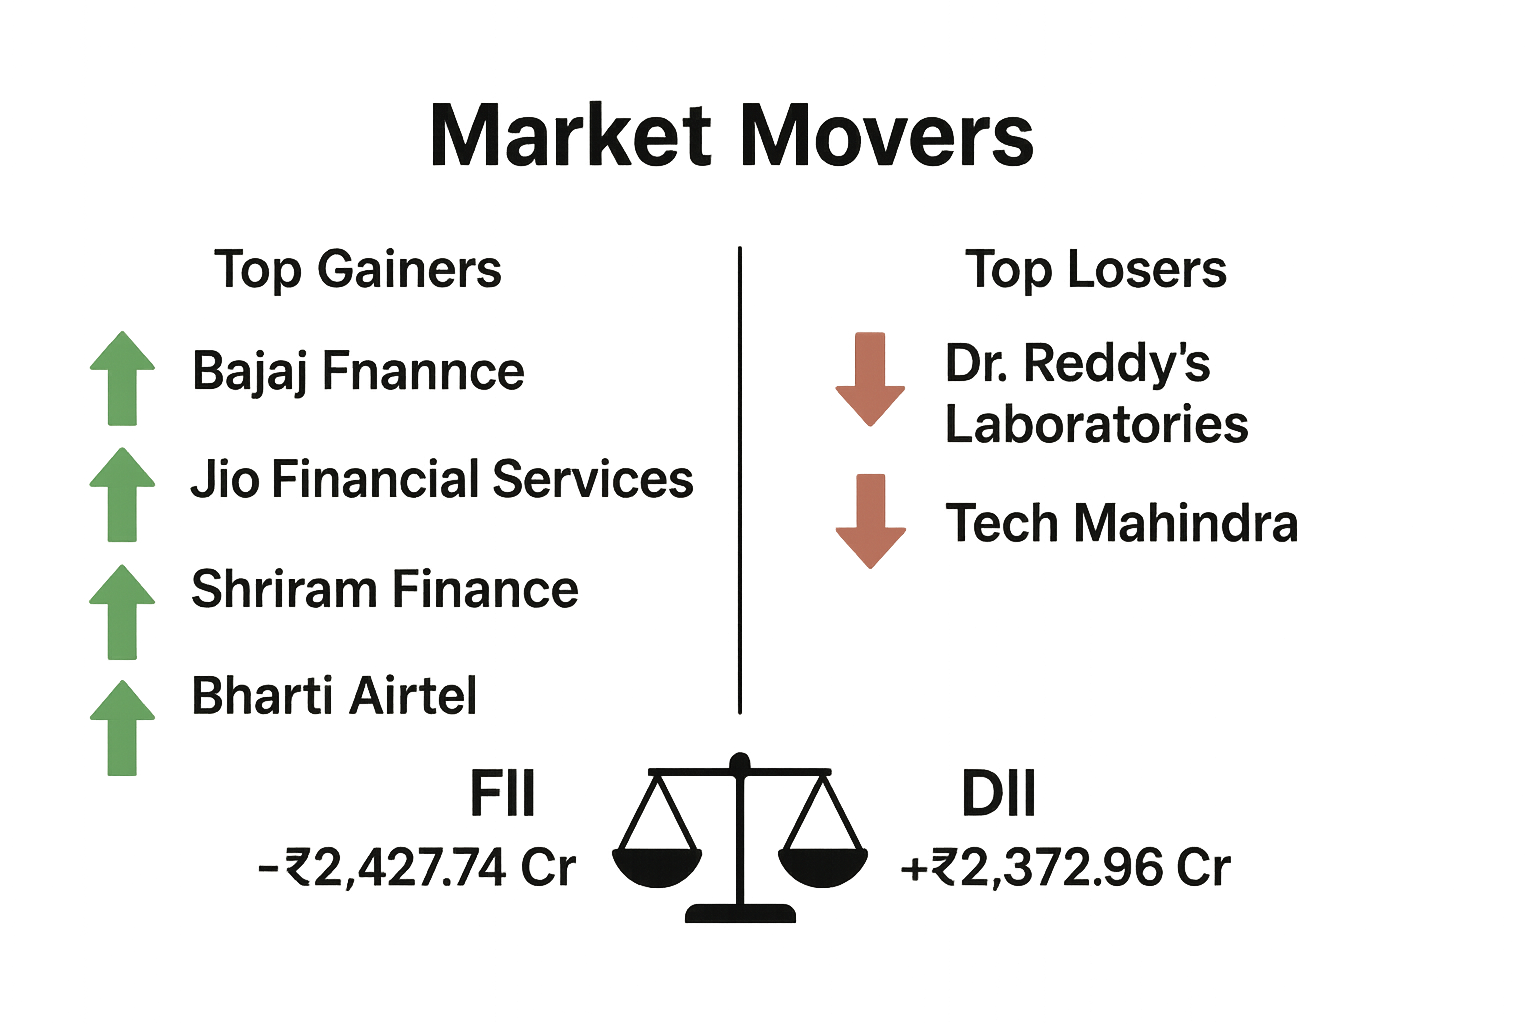 Market Movers
Top Gainers
Bajaj Fnannce
Jio Financial Services
Shriram Finance
Bharti Airtel
Top Losers
Dr. Reddy's
Laboratories
Tech Mahindra
FII
-₹2,427.74 Cr
DII
+₹2,372.96 Cr